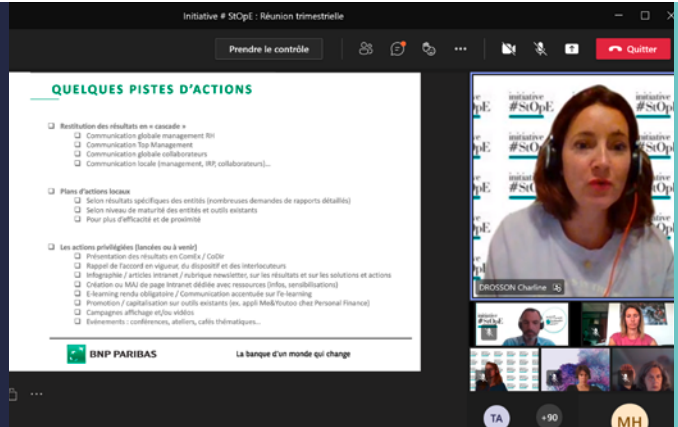 Initiative # StOpE : Réunion trimestrielle
Prendre le contrôle
Quitter
QUELQUES PISTES D'ACTIONS
Restitution des résultats en « cascade »
Communication globale management RH
Communication Top Management
Communication globale collaborateurs
Communication locale (management, IRP, collaborateurs)...
Plans d'actions locaux
Selon résultats spécifiques des entités (nombreuses demandes de rapports détaillés)
Selon niveau de maturité des entités et outils existants
Pour plus d'efficacité et de proximité
Les actions privilégiées (lancées ou à venir)
Présentation des résultats en ComEx / CoDir
Rappel de l'accord en vigueur, du dispositif et des interlocuteurs
Infographie / articles intranet / rubrique newsletter, sur les résultats et sur les solutions et actions
Création ou MAJ de page Intranet dédiée avec ressources (infos, sensibilisations)
E-learning rendu obligatoire / Communication accentuée sur l'e-learning
Promotion / capitalisation sur outils existants (ex. appli Me&Youtoo chez Personal Finance)
Campagnes affichage et/ou vidéos
Evénements : conférences, ateliers, cafés thématiques...
BNP PARIBAS
La banque d'un monde qui change
initiative
#StOpE
initiative
#StOp
DROSSON Charline
TA
+90
MH